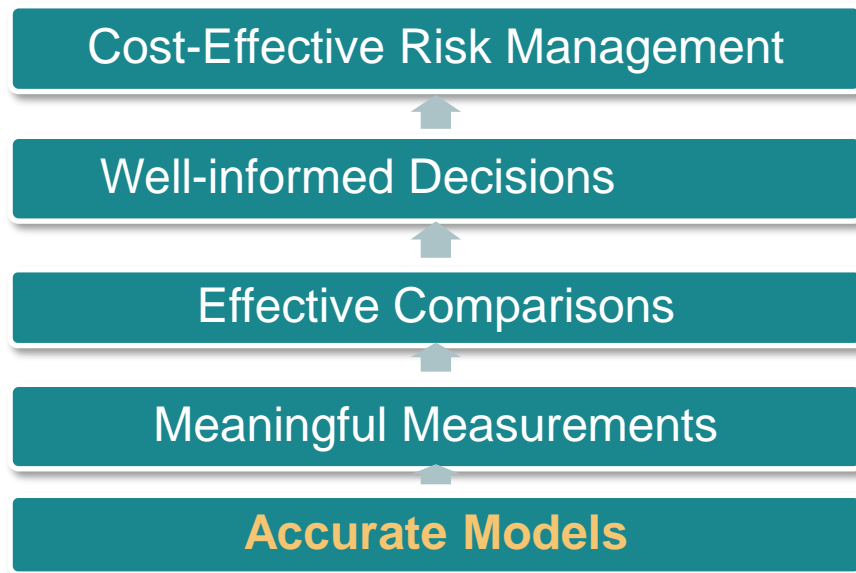 Cost-Effective Risk Management
Well-informed Decisions
Effective Comparisons
Meaningful Measurements
Accurate Models